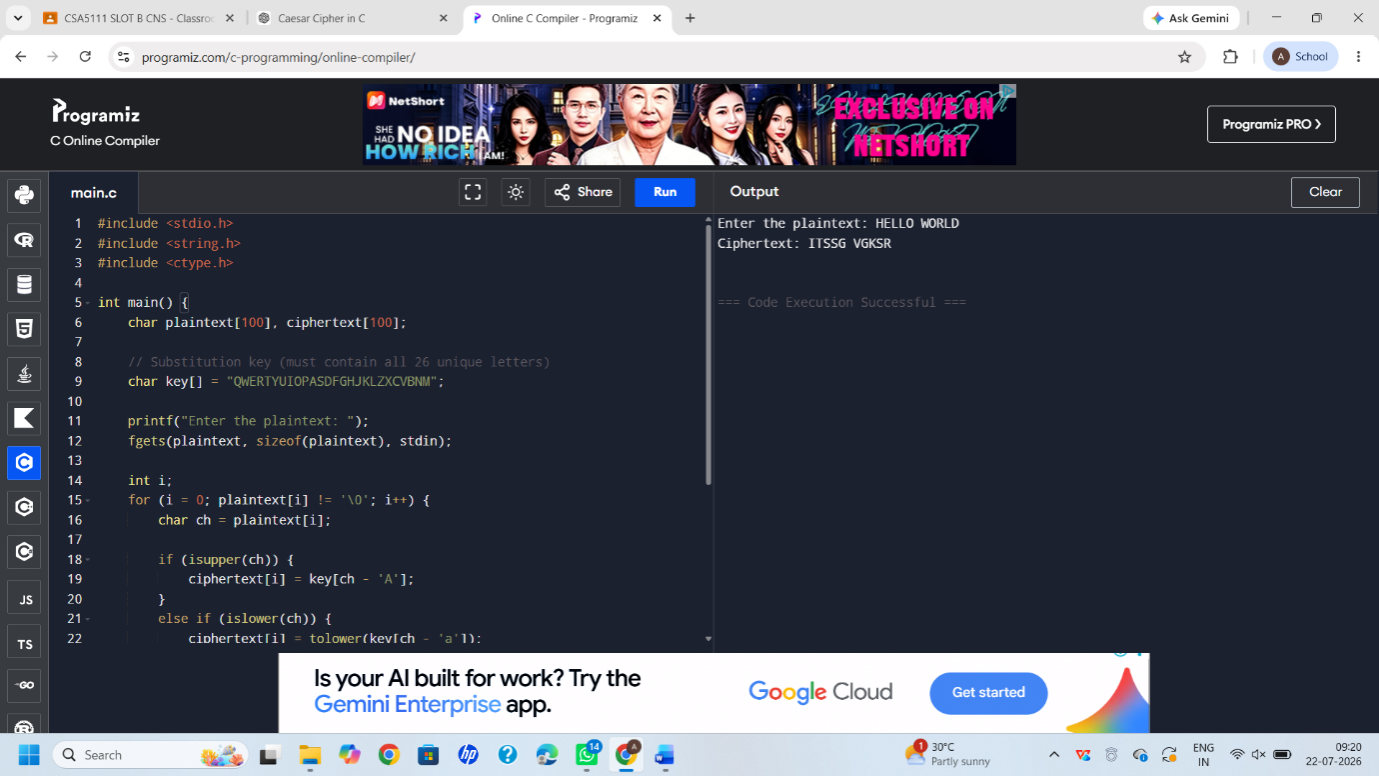 CSA5111 SLOT B CNS - Classroo
Caesar Cipher in C
Online C Compiler - Programiz
Ask Gemini
programiz.com/c-programming/online-compiler/
A School
Programiz
C Online Compiler
NetShort
SHE HAD NO IDEA
HOW RICH I AM!
EXCLUSIVE ON
NETSHORT
Programiz PRO
main.c
Share
Run
Output
Clear
1 #include <stdio.h>
2 #include <string.h>
3 #include <ctype.h>
4
5 int main() {
6 char plaintext[100], ciphertext[100];
7
8 // Substitution key (must contain all 26 unique letters)
9 char key[] = "QWERTYUIOPASDFGHJKLZXCVBNM";
10
11 printf("Enter the plaintext: ");
12 fgets(plaintext, sizeof(plaintext), stdin);
13
14 int i;
15 for (i = 0; plaintext[i] != '\0'; i++) {
16 char ch = plaintext[i];
17
18 if (isupper(ch)) {
19 ciphertext[i] = key[ch - 'A'];
20 }
21 else if (islower(ch)) {
22 ciphertext[i] = tolower(key[ch - 'a']);
Enter the plaintext: HELLO WORLD
Ciphertext: ITSSG VGKSR
=== Code Execution Successful ===
JS
TS
GO
Is your AI built for work? Try the
Gemini Enterprise app.
Google Cloud
Get started
Search
hp
14
A
1
30°C
Partly sunny
ENG
IN
09:20
22-07-2026